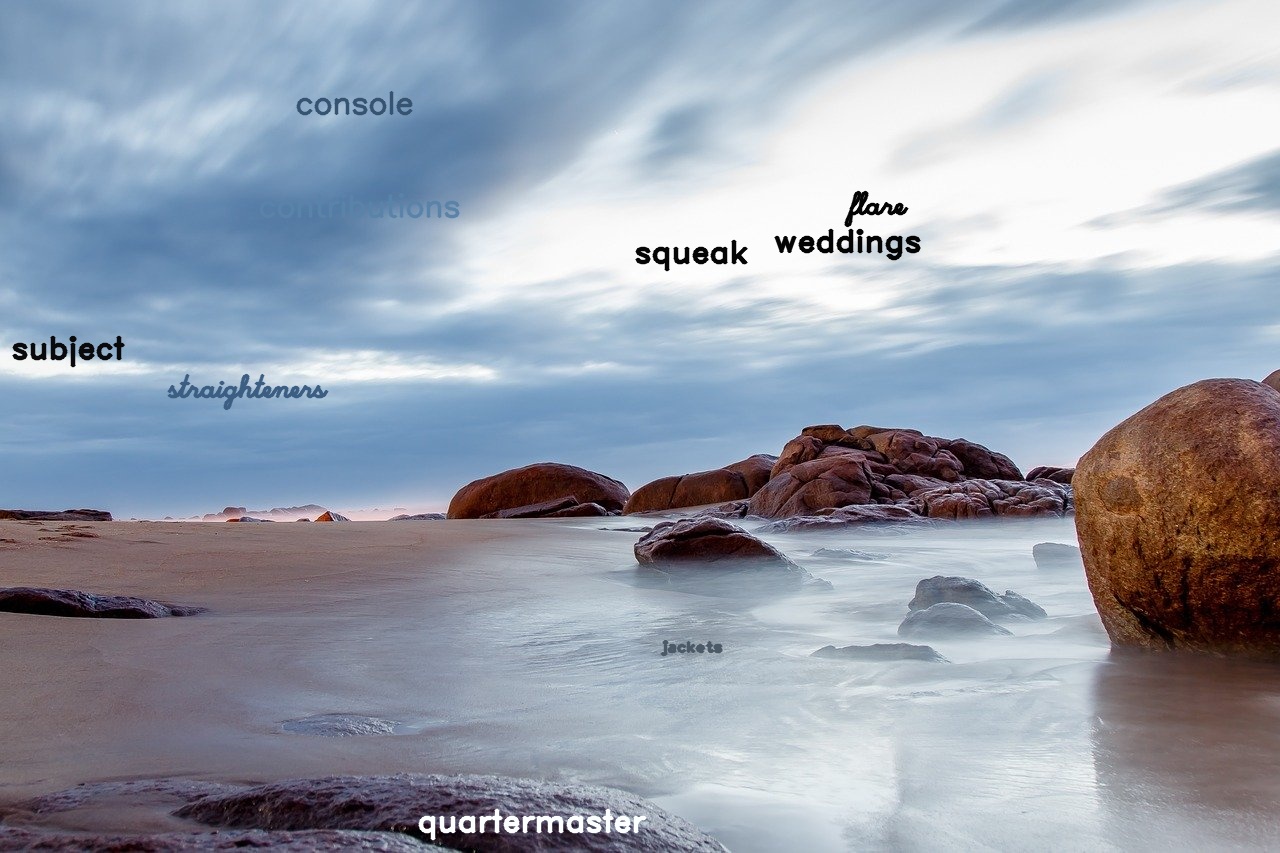 console
contributions
flare
weddings
squeak
subject
straighteners
jackets
quartermaster